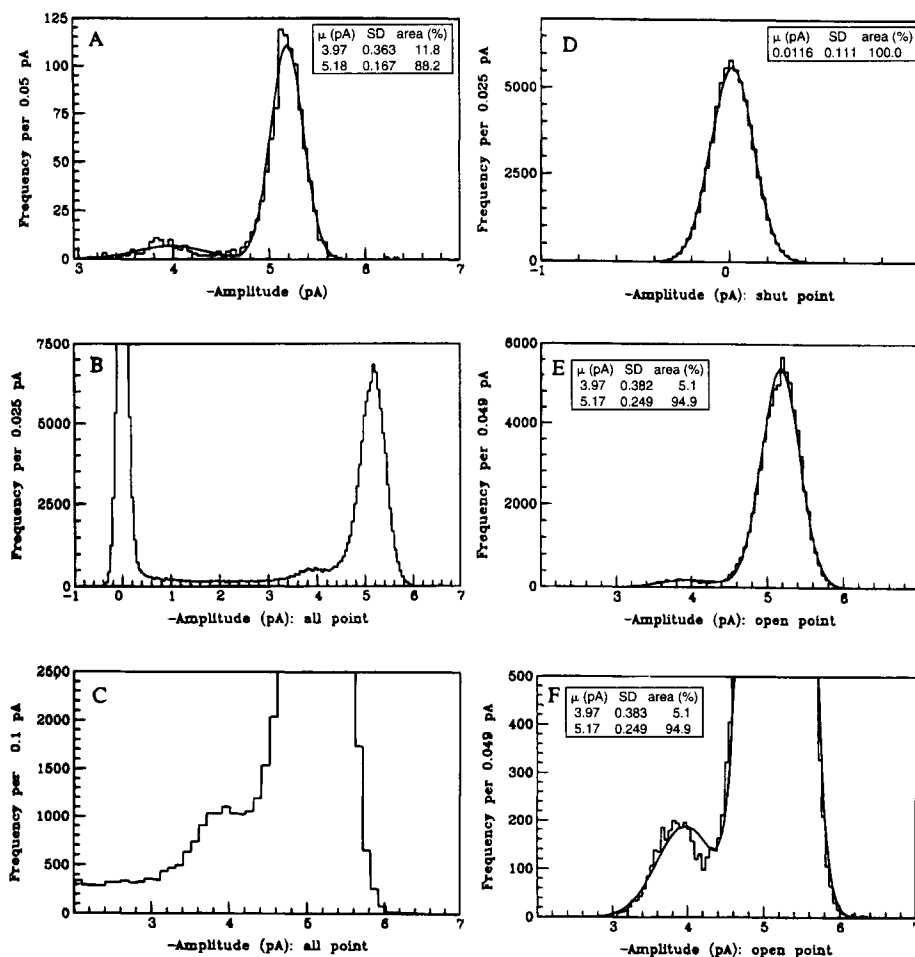 A
μ (pA) SD area (%)
3.97 0.363 11.8
5.18 0.167 88.2
Frequency per 0.05 pA
125
100
75
50
25
0
3 4 5 6 7
-Amplitude (pA)
D
μ (pA) SD area (%)
0.0116 0.111 100.0
Frequency per 0.025 pA
5000
2500
0
-1 0
-Amplitude (pA): shut point
B
Frequency per 0.025 pA
7500
5000
2500
0
-1 0 1 2 3 4 5 6 7
-Amplitude (pA): all point
E
μ (pA) SD area (%)
3.97 0.382 5.1
5.17 0.249 94.9
Frequency per 0.049 pA
6000
4000
2000
0
3 4 5 6
-Amplitude (pA): open point
C
Frequency per 0.1 pA
2500
2000
1500
1000
500
0
3 4 5 6 7
-Amplitude (pA): all point
F
μ (pA) SD area (%)
3.97 0.383 5.1
5.17 0.249 94.9
Frequency per 0.049 pA
500
400
300
200
100
0
3 4 5 6 7
-Amplitude (pA): open point